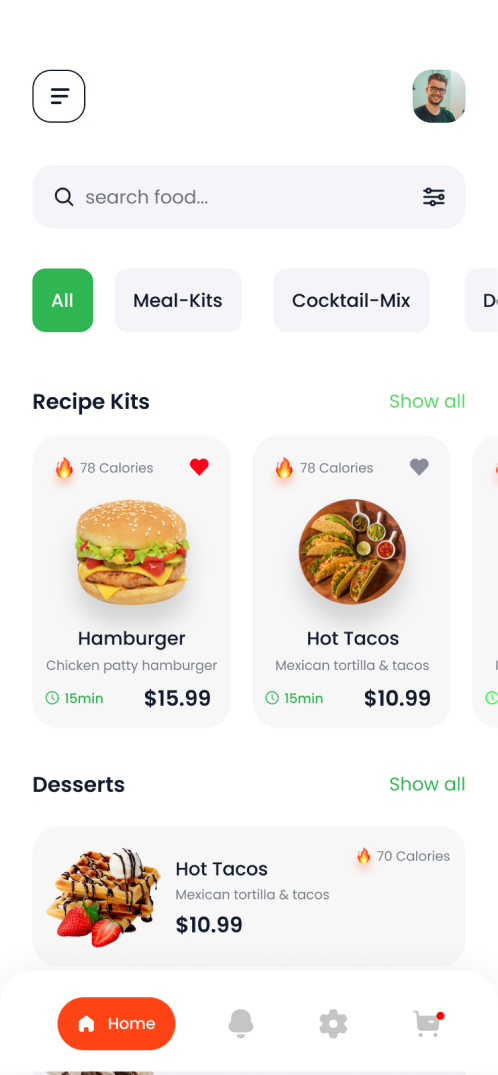 search food...
All
Meal-Kits
Cocktail-Mix
Recipe Kits
Show all
78 Calories
78 Calories
Hamburger
Hot Tacos
Chicken patty hamburger
Mexican tortilla & tacos
15min
$15.99
15min
$10.99
Desserts
Show all
70 Calories
Hot Tacos
Mexican tortilla & tacos
$10.99
Home